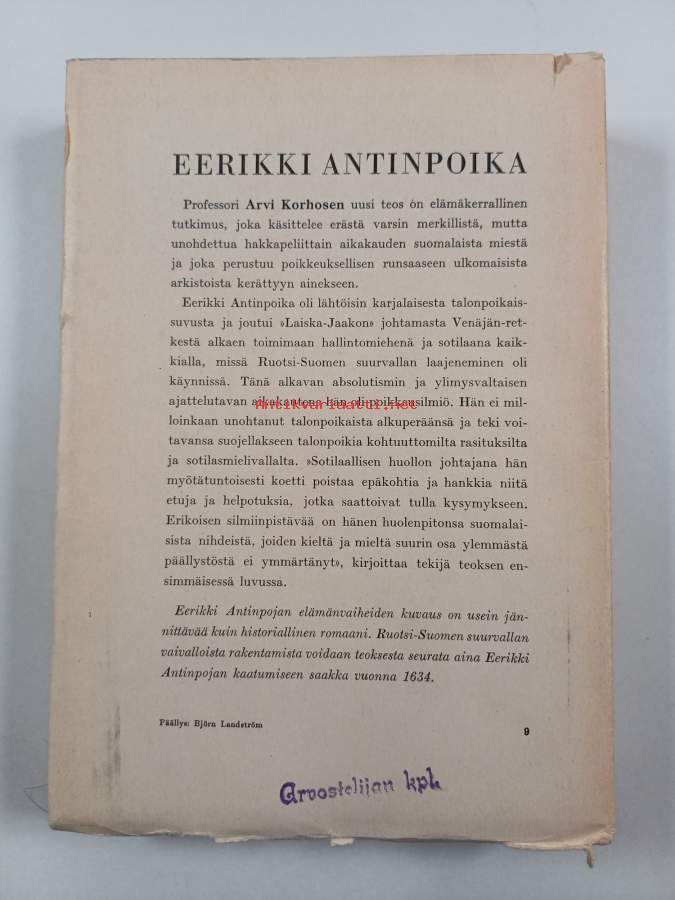 EERIKKI ANTINPOIKA
Professori Arvi Korhosen uusi teos on elämäkerrallinen
tutkimus, joka käsittelee erästä varsin merkillistä, mutta
unohdettua hakkapeliittain aikakauden suomalaista miestä
ja joka perustuu poikkeuksellisen runsaaseen ulkomaisista
arkistoista kerättyyn ainekseen.
Eerikki Antinpoika oli lähtöisin karjalaisesta talonpoikais-
suvusta ja joutui »Laiska-Jaakon» johtamasta Venäjän-ret-
kestä alkaen toimimaan hallintomiehenä ja sotilaana kaik-
kialla, missä Ruotsi-Suomen suurvallan laajeneminen oli
käynnissä. Tänä alkavan absolutismin ja ylimysvaltaisen
ajattelutavan aikakautena hän oli poikkeusilmiö. Hän ei mil-
Antikvariaatti.net
loinkaan unohtanut talonpoikaista alkuperäänsä ja teki voi-
tavansa suojellakseen talonpoikia kohtuuttomilta rasituksilta
ja sotilasmielivallalta. »Sotilaallisen huollon johtajana hän
myötätuntoisesti koetti poistaa epäkohtia ja hankkia niitä
etuja ja helpotuksia, jotka saattoivat tulla kysymykseen.
Erikoisen silmiinpistävää on hänen huolenpitonsa suomalai-
sista nihdeistä, joiden kieltä ja mieltä suurin osa ylemmästä
päällystöstä ei ymmärtänyt», kirjoittaa tekijä teoksen en-
simmäisessä luvussa.
Eerikki Antinpojan elämänvaiheiden kuvaus on usein jän-
nittävää kuin historiallinen romaani. Ruotsi-Suomen suurvallan
vaivalloista rakentamista voidaan teoksesta seurata aina Eerikki
Antinpojan kaatumiseen saakka vuonna 1634.
Päällys: Björn Landström
9
Arvostelijan kpl.